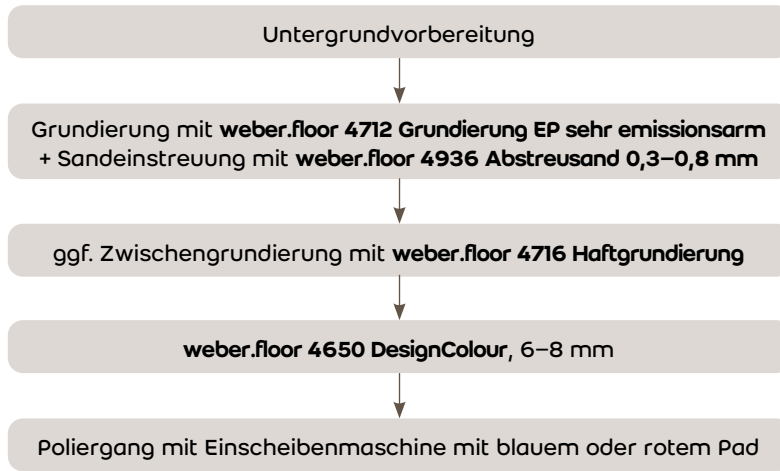 Untergrundvorbereitung
Grundierung mit weber.floor 4712 Grundierung EP sehr emissionsarm
+ Sandeinstreuung mit weber.floor 4936 Abstreusand 0,3–0,8 mm
ggf. Zwischengrundierung mit weber.floor 4716 Haftgrundierung
weber.floor 4650 DesignColour, 6–8 mm
Poliergang mit Einscheibenmaschine mit blauem oder rotem Pad